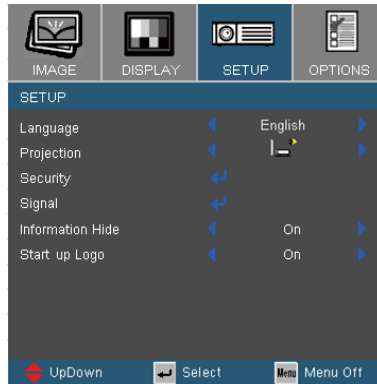 IMAGE DISPLAY SETUP OPTIONS
SETUP
Language English
Projection
Security
Signal
Information Hide On
Start up Logo On
UpDown Select Menu Menu Off